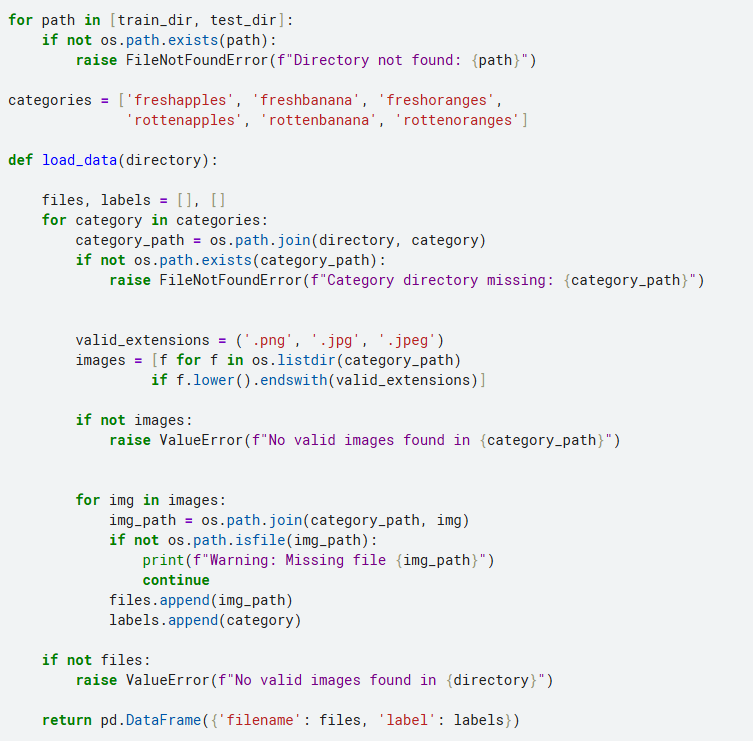 for path in [train_dir, test_dir]:
    if not os.path.exists(path):
        raise FileNotFoundError(f"Directory not found: {path}")

categories = ['freshapples', 'freshbanana', 'freshoranges',
              'rottenapples', 'rottenbanana', 'rottenoranges']

def load_data(directory):

    files, labels = [], []
    for category in categories:
        category_path = os.path.join(directory, category)
        if not os.path.exists(category_path):
            raise FileNotFoundError(f"Category directory missing: {category_path}")


        valid_extensions = ('.png', '.jpg', '.jpeg')
        images = [f for f in os.listdir(category_path)
                 if f.lower().endswith(valid_extensions)]

        if not images:
            raise ValueError(f"No valid images found in {category_path}")


        for img in images:
            img_path = os.path.join(category_path, img)
            if not os.path.isfile(img_path):
                print(f"Warning: Missing file {img_path}")
                continue
            files.append(img_path)
            labels.append(category)

    if not files:
        raise ValueError(f"No valid images found in {directory}")

    return pd.DataFrame({'filename': files, 'label': labels})